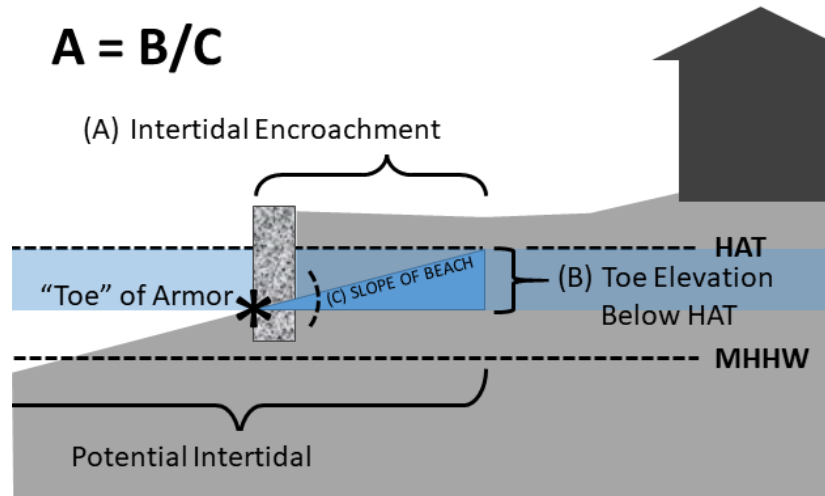 A = B/C
(A) Intertidal Encroachment
HAT
"Toe" of Armor
*
(C) SLOPE OF BEACH
(B) Toe Elevation
Below HAT
MHHW
Potential Intertidal